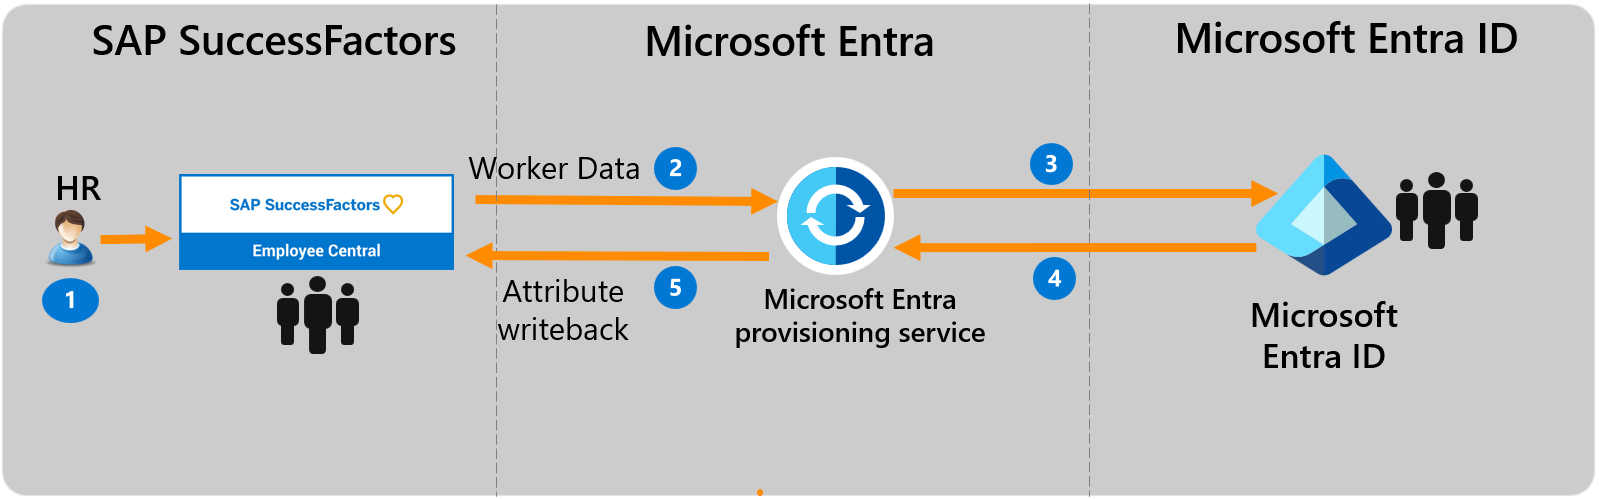 SAP SuccessFactors
Microsoft Entra
Microsoft Entra ID
HR
1
SAP SuccessFactors
Employee Central
Worker Data
2
3
Attribute
writeback
5
4
Microsoft Entra
provisioning service
Microsoft
Entra ID